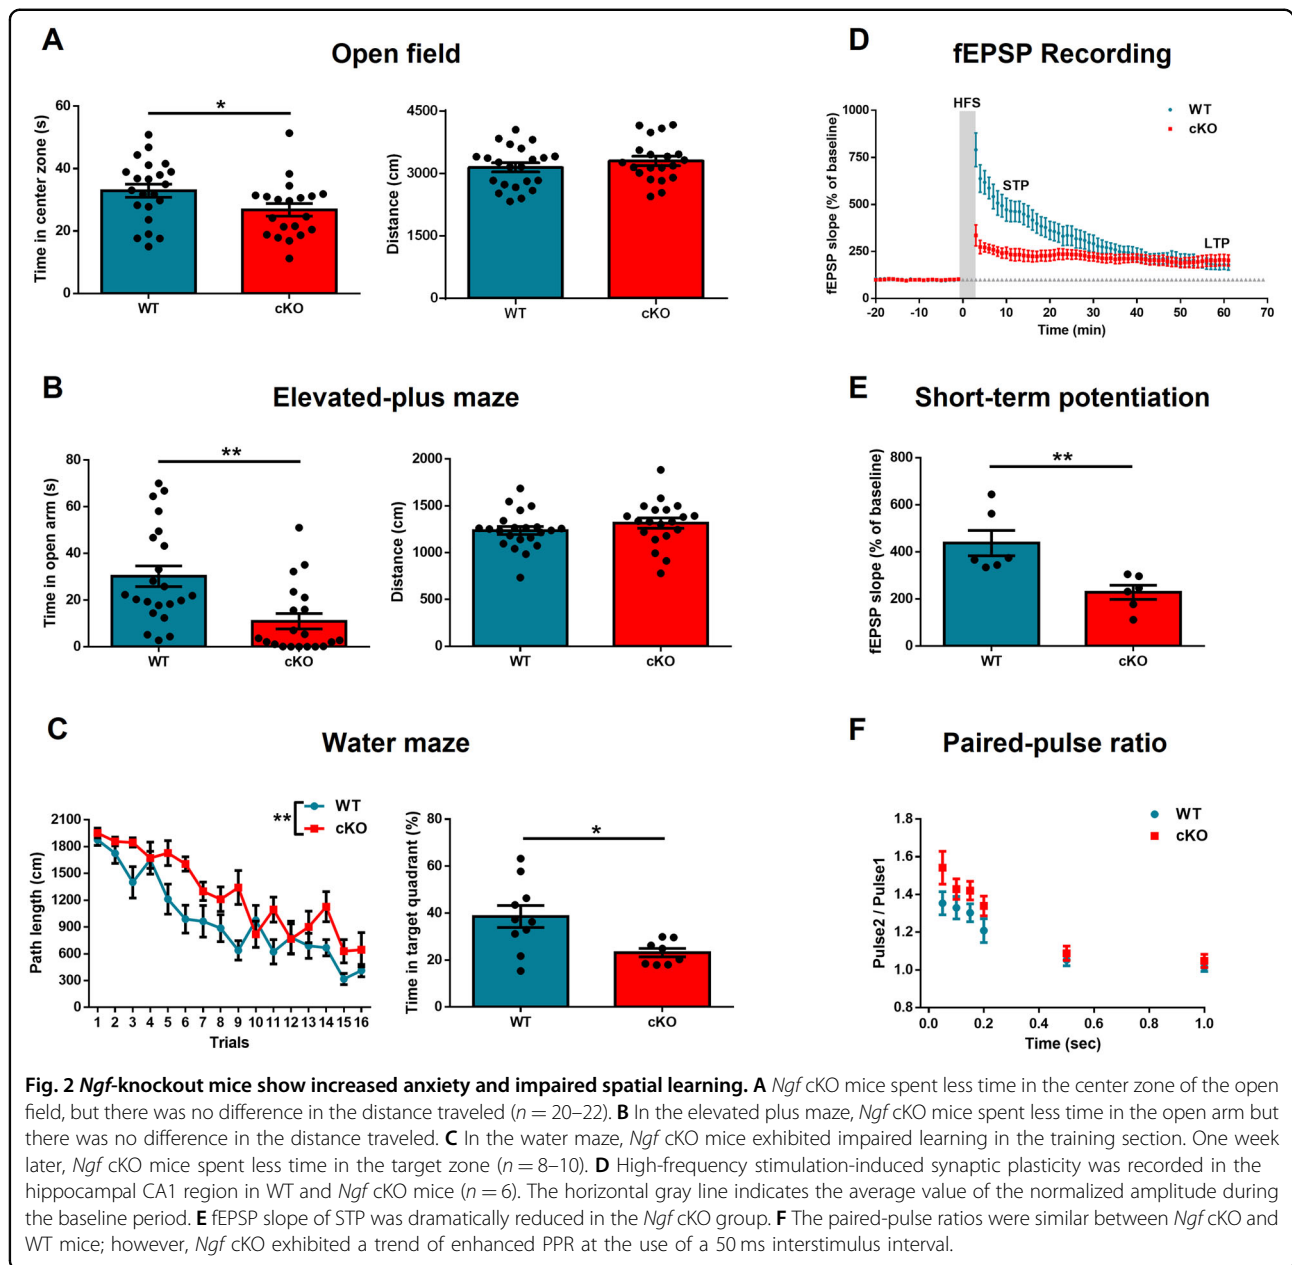 A
Open field
Time in center zone (s)
60
40
20
0
*
WT
cKO
Distance (cm)
4500
3000
1500
0
WT
cKO
D
fEPSP Recording
fEPSP slope (% of baseline)
1000
750
500
250
0
HFS
STP
LTP
WT
cKO
-20
-10
0
10
20
30
40
50
60
70
Time (min)
B
Elevated-plus maze
Time in open arm (s)
80
60
40
20
0
**
WT
cKO
Distance (cm)
2000
1500
1000
500
0
WT
cKO
E
Short-term potentiation
fEPSP slope (% of baseline)
800
600
400
200
0
**
WT
cKO
C
Water maze
Path length (cm)
2100
1800
1500
1200
900
600
300
0
**
WT
cKO
1 2 3 4 5 6 7 8 9 10 11 12 13 14 15 16
Trials
Time in target quadrant (%)
80
60
40
20
0
*
WT
cKO
F
Paired-pulse ratio
Pulse2 / Pulse1
1.8
1.6
1.4
1.2
1.0
0.8
WT
cKO
0.0 0.2 0.4 0.6 0.8 1.0
Time (sec)
Fig. 2 Ngf-knockout mice show increased anxiety and impaired spatial learning. A Ngf cKO mice spent less time in the center zone of the open
field, but there was no difference in the distance traveled (n = 20–22). B In the elevated plus maze, Ngf cKO mice spent less time in the open arm but
there was no difference in the distance traveled. C In the water maze, Ngf cKO mice exhibited impaired learning in the training section. One week
later, Ngf cKO mice spent less time in the target zone (n = 8–10). D High-frequency stimulation-induced synaptic plasticity was recorded in the
hippocampal CA1 region in WT and Ngf cKO mice (n = 6). The horizontal gray line indicates the average value of the normalized amplitude during
the baseline period. E fEPSP slope of STP was dramatically reduced in the Ngf cKO group. F The paired-pulse ratios were similar between Ngf cKO and
WT mice; however, Ngf cKO exhibited a trend of enhanced PPR at the use of a 50 ms interstimulus interval.